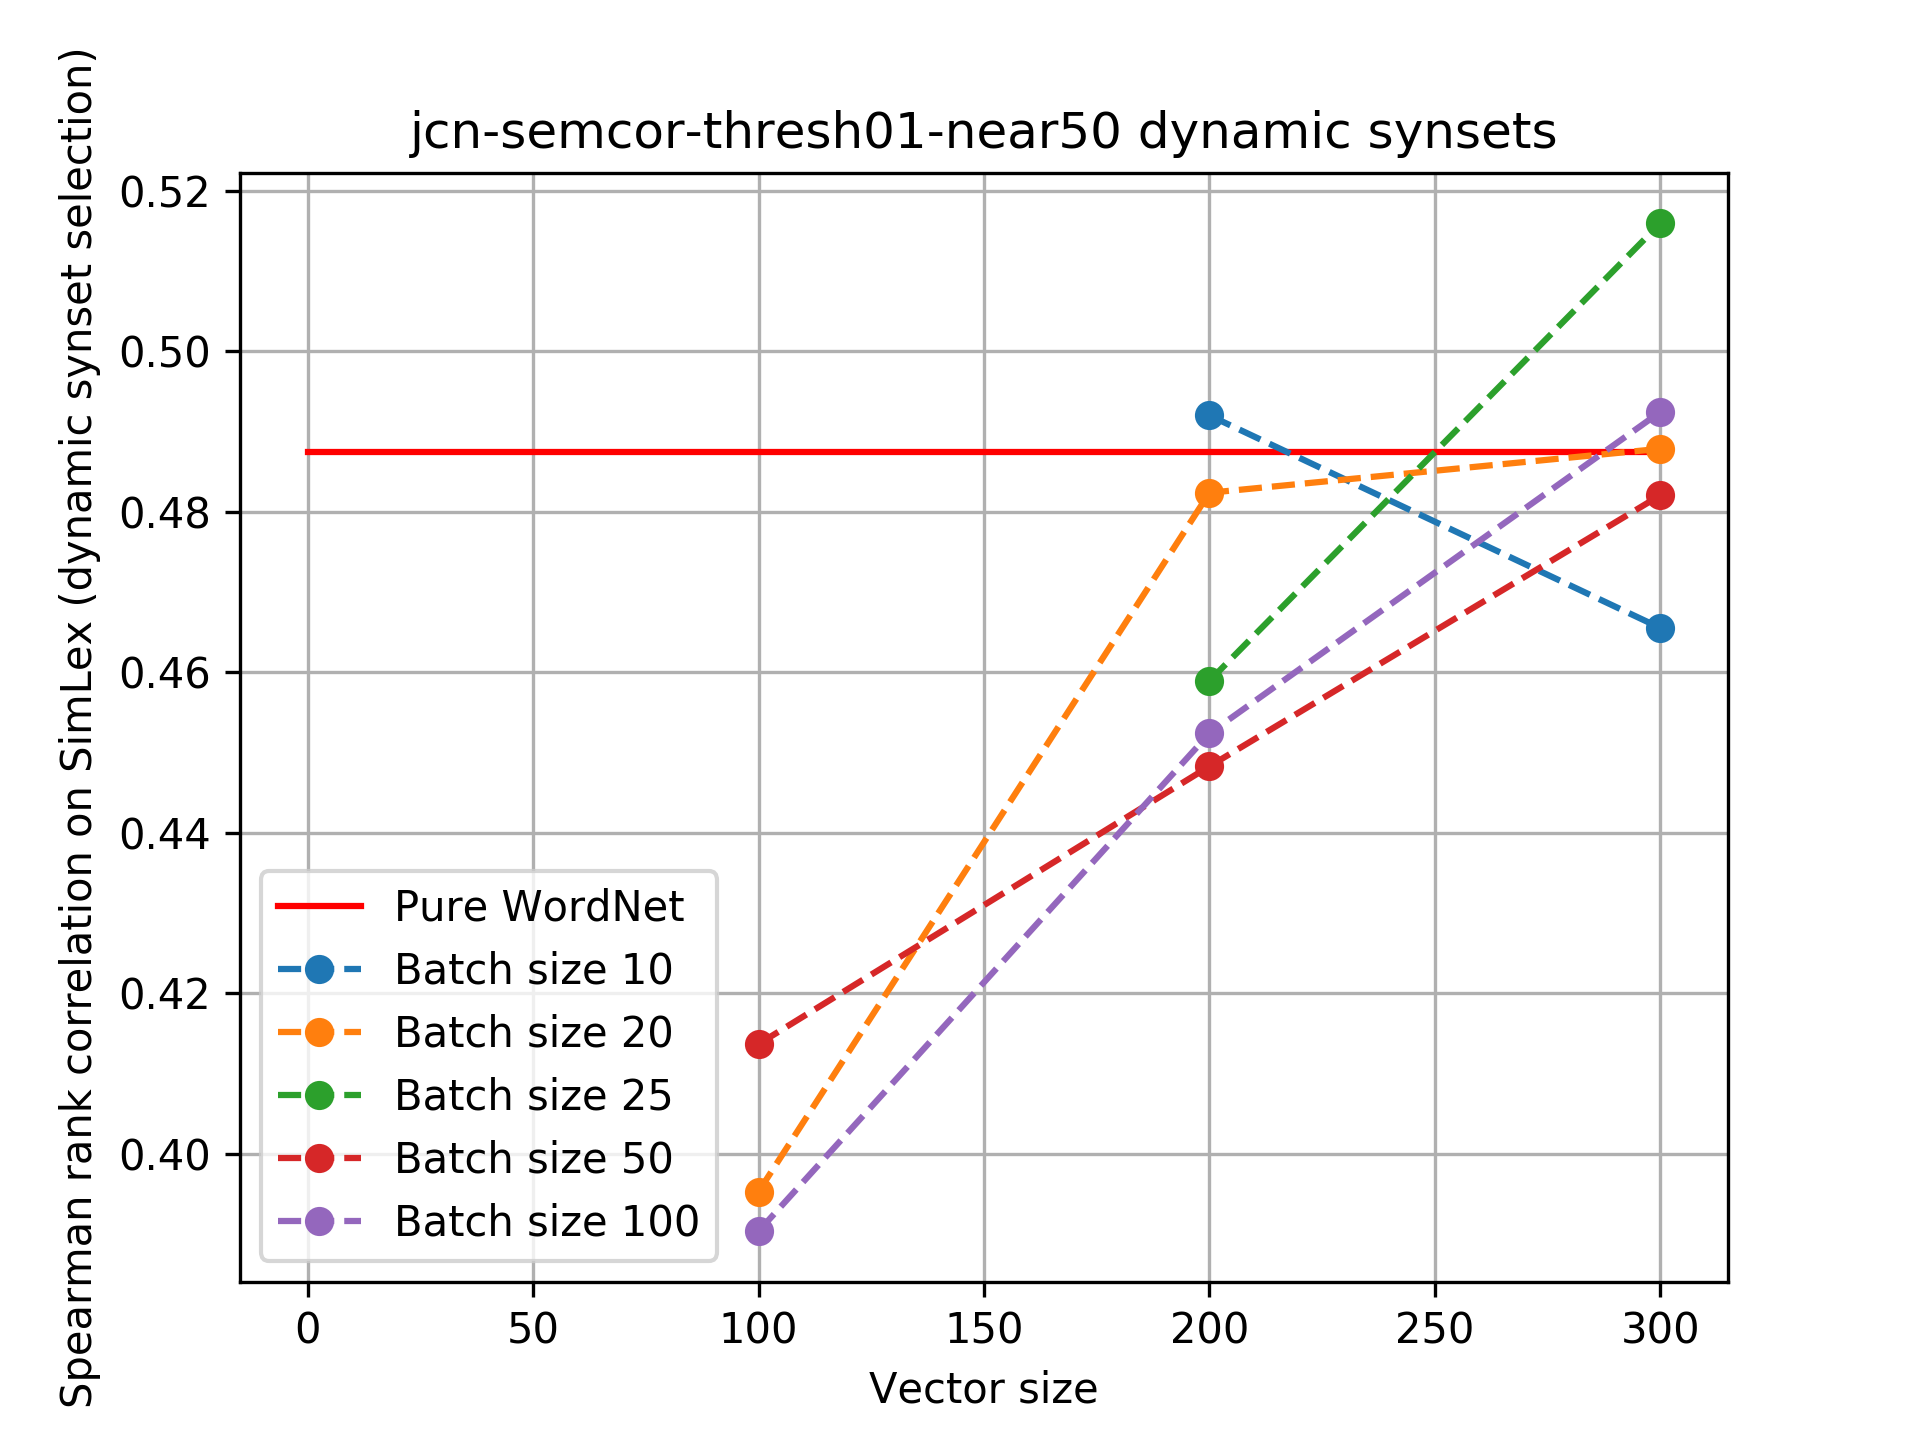 jcn-semcor-thresh01-near50 dynamic synsets
Spearman rank correlation on SimLex (dynamic synset selection)
0.52
0.50
0.48
0.46
0.44
0.42
0.40
Pure WordNet
Batch size 10
Batch size 20
Batch size 25
Batch size 50
Batch size 100
0 50 100 150 200 250 300
Vector size